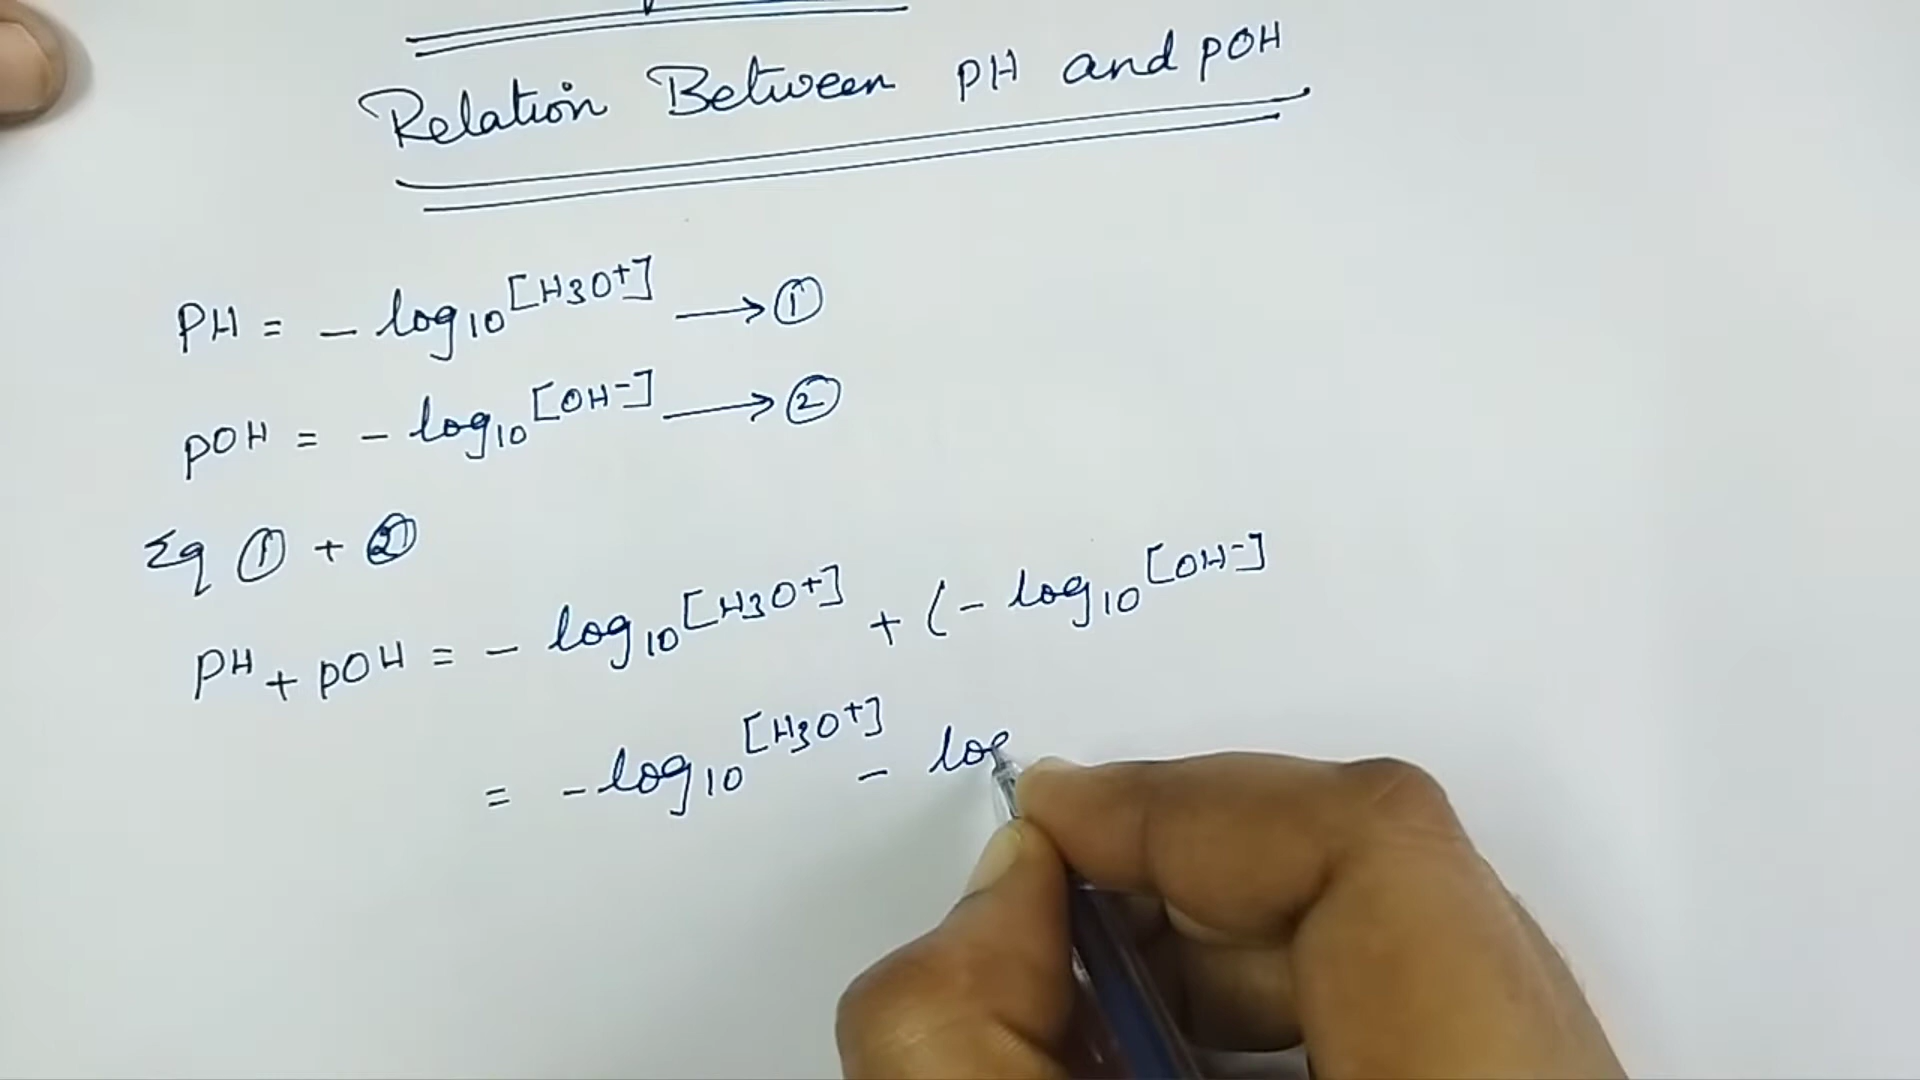 Relation Between pH and pOH
PH = - log10[H3O+] → ①
pOH = - log10[OH-] → ②
Eq ① + ②
PH + pOH = - log10[H3O+] + (- log10[OH-]
= - log10[H3O+] - log